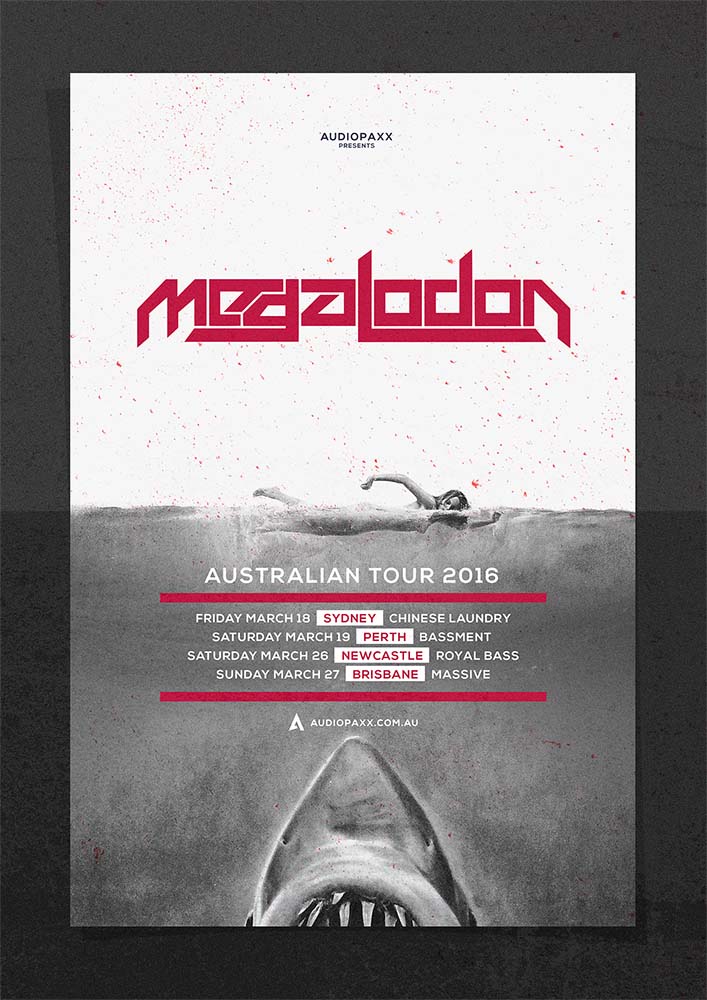 AUDIOPAXX
PRESENTS
megalodon
AUSTRALIAN TOUR 2016
FRIDAY MARCH 18 SYDNEY CHINESE LAUNDRY
SATURDAY MARCH 19 PERTH BASSMENT
SATURDAY MARCH 26 NEWCASTLE ROYAL BASS
SUNDAY MARCH 27 BRISBANE MASSIVE
AUDIOPAXX.COM.AU